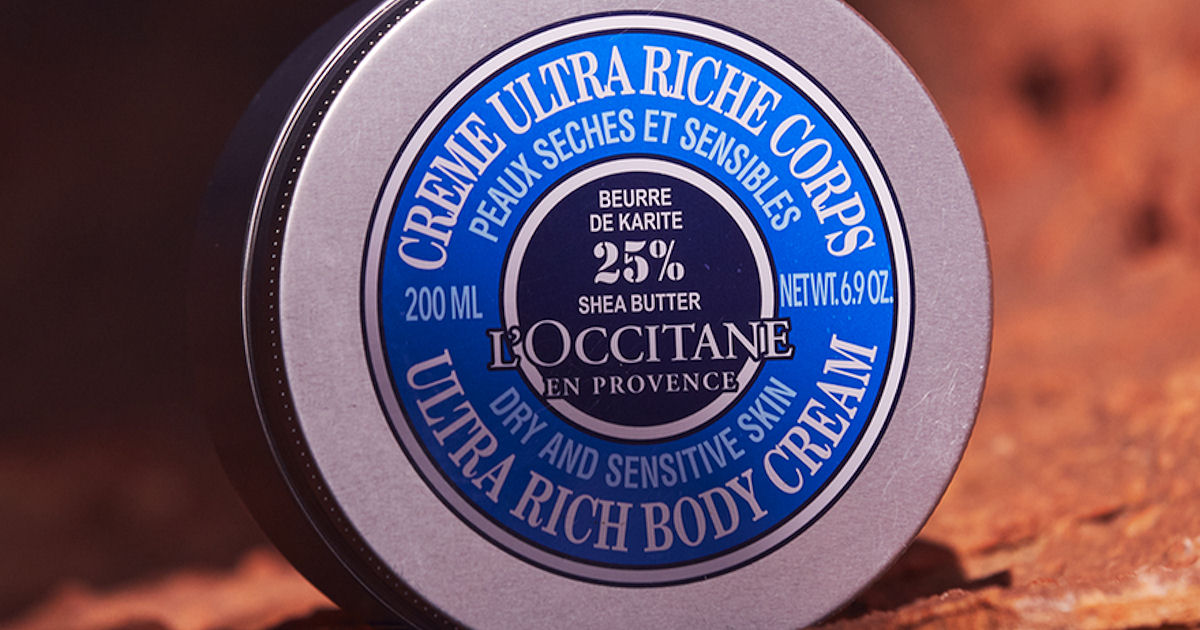 CREME ULTRA RICHE CORPS
PEAUX SECHES ET SENSIBLES
BEURRE
DE KARITE
25%
SHEA BUTTER
200 ML
NET WT. 6.9 OZ.
L'OCCITANE
EN PROVENCE
DRY AND SENSITIVE SKIN
ULTRA RICH BODY CREAM